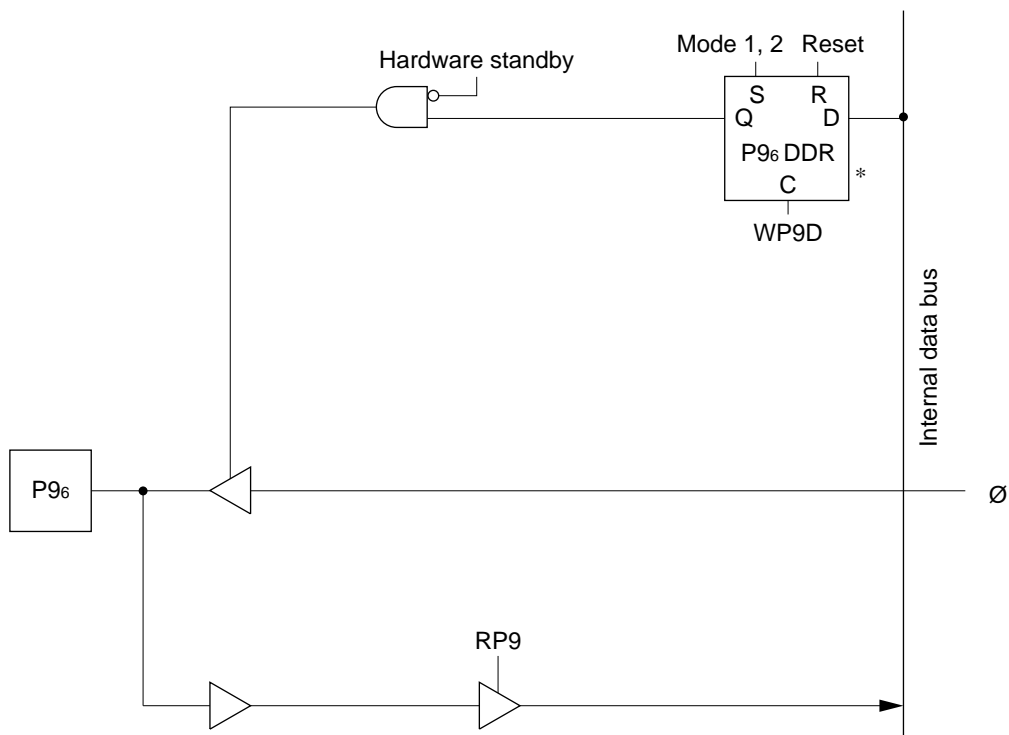 Mode 1, 2 Reset
Hardware standby
S R
Q D
P96 DDR
*
C
WP9D
Internal data bus
P96
Ø
RP9